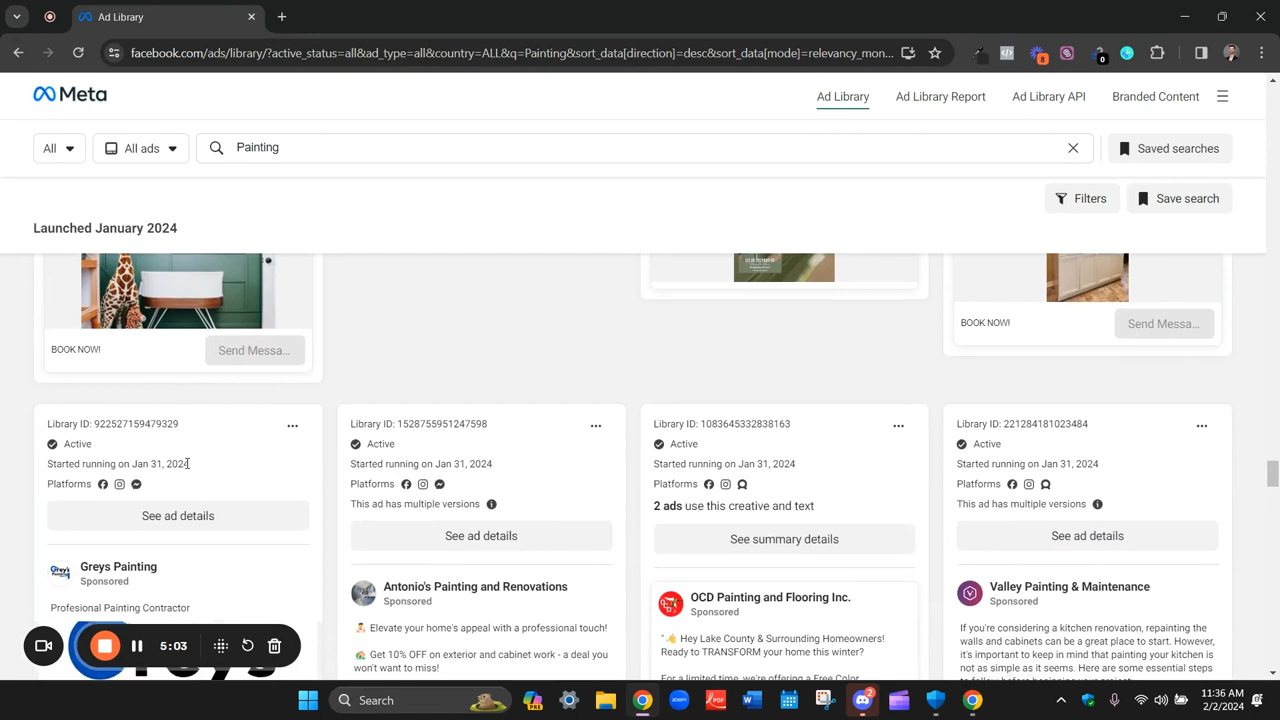 Ad Library
facebook.com/ads/library/?active_status=all&ad_type=all&country=ALL&q=Painting&sort_data[direction]=desc&sort_data[mode]=relevancy_mon...
8
0
Meta
Ad Library
Ad Library Report
Ad Library API
Branded Content
All
All ads
Painting
Saved searches
Filters
Save search
Launched January 2024
BOOK NOW!
Send Messa...
BOOK NOW!
Send Messa...
Library ID: 922527159479329
Active
Started running on Jan 31, 2024
Platforms
See ad details
Greys Painting
Sponsored
Profesional Painting Contractor
Library ID: 1528755951247598
Active
Started running on Jan 31, 2024
Platforms
This ad has multiple versions
See ad details
Antonio's Painting and Renovations
Sponsored
Elevate your home's appeal with a professional touch!
Get 10% OFF on exterior and cabinet work - a deal you
won't want to miss!
Library ID: 1083645332838163
Active
Started running on Jan 31, 2024
Platforms
2 ads use this creative and text
See summary details
OCD Painting and Flooring Inc.
Sponsored
"👋 Hey Lake County & Surrounding Homeowners!
Ready to TRANSFORM your home this winter?
For a limited time, we're offering a Free Color
Library ID: 221284181023484
Active
Started running on Jan 31, 2024
Platforms
This ad has multiple versions
See ad details
Valley Painting & Maintenance
Sponsored
If you're considering a kitchen renovation, repainting the
walls and cabinets can be a great place to start. However,
it's important to keep in mind that painting your kitchen is
not as simple as it seems. Here are some essential steps
5:03
Search
zoom
2
11:36 AM
2/2/2024